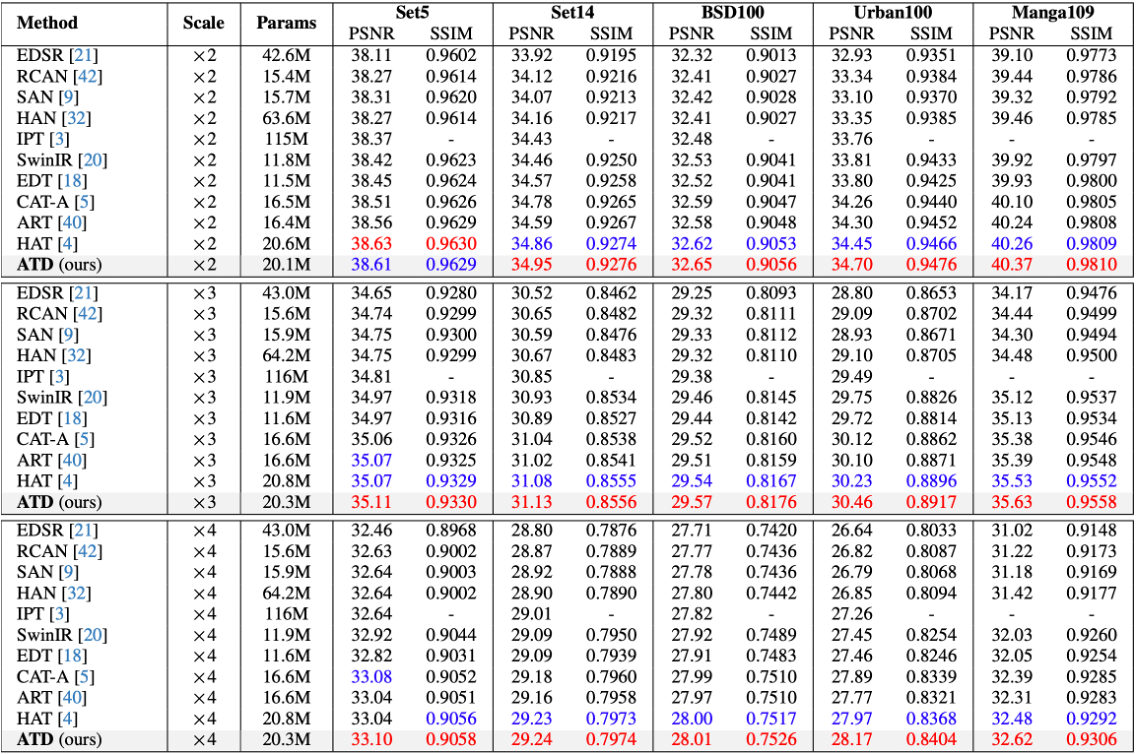 Method Scale Params Set5 Set14 BSD100 Urban100 Manga109
PSNR SSIM PSNR SSIM PSNR SSIM PSNR SSIM PSNR SSIM
EDSR [21] ×2 42.6M 38.11 0.9602 33.92 0.9195 32.32 0.9013 32.93 0.9351 39.10 0.9773
RCAN [42] ×2 15.4M 38.27 0.9614 34.12 0.9216 32.41 0.9027 33.34 0.9384 39.44 0.9786
SAN [9] ×2 15.7M 38.31 0.9620 34.07 0.9213 32.42 0.9028 33.10 0.9370 39.32 0.9792
HAN [32] ×2 63.6M 38.27 0.9614 34.16 0.9217 32.41 0.9027 33.35 0.9385 39.46 0.9785
IPT [3] ×2 115M 38.37 - 34.43 - 32.48 - 33.76 - - -
SwinIR [20] ×2 11.8M 38.42 0.9623 34.46 0.9250 32.53 0.9041 33.81 0.9433 39.92 0.9797
EDT [18] ×2 11.5M 38.45 0.9624 34.57 0.9258 32.52 0.9041 33.80 0.9425 39.93 0.9800
CAT-A [5] ×2 16.5M 38.51 0.9626 34.78 0.9265 32.59 0.9047 34.26 0.9440 40.10 0.9805
ART [40] ×2 16.4M 38.56 0.9629 34.59 0.9267 32.58 0.9048 34.30 0.9452 40.24 0.9808
HAT [4] ×2 20.6M 38.63 0.9630 34.86 0.9274 32.62 0.9053 34.45 0.9466 40.26 0.9809
ATD (ours) ×2 20.1M 38.61 0.9629 34.95 0.9276 32.65 0.9056 34.70 0.9476 40.37 0.9810
EDSR [21] ×3 43.0M 34.65 0.9280 30.52 0.8462 29.25 0.8093 28.80 0.8653 34.17 0.9476
RCAN [42] ×3 15.6M 34.74 0.9299 30.65 0.8482 29.32 0.8111 29.09 0.8702 34.44 0.9499
SAN [9] ×3 15.9M 34.75 0.9300 30.59 0.8476 29.33 0.8112 28.93 0.8671 34.30 0.9494
HAN [32] ×3 64.2M 34.75 0.9299 30.67 0.8483 29.32 0.8110 29.10 0.8705 34.48 0.9500
IPT [3] ×3 116M 34.81 - 30.85 - 29.38 - 29.49 - - -
SwinIR [20] ×3 11.9M 34.97 0.9318 30.93 0.8534 29.46 0.8145 29.75 0.8826 35.12 0.9537
EDT [18] ×3 11.6M 34.97 0.9316 30.89 0.8527 29.44 0.8142 29.72 0.8814 35.13 0.9534
CAT-A [5] ×3 16.6M 35.06 0.9326 31.04 0.8538 29.52 0.8160 30.12 0.8862 35.38 0.9546
ART [40] ×3 16.6M 35.07 0.9325 31.02 0.8541 29.51 0.8159 30.10 0.8871 35.39 0.9548
HAT [4] ×3 20.8M 35.07 0.9329 31.08 0.8555 29.54 0.8167 30.23 0.8896 35.53 0.9552
ATD (ours) ×3 20.3M 35.11 0.9330 31.13 0.8556 29.57 0.8176 30.46 0.8917 35.63 0.9558
EDSR [21] ×4 43.0M 32.46 0.8968 28.80 0.7876 27.71 0.7420 26.64 0.8033 31.02 0.9148
RCAN [42] ×4 15.6M 32.63 0.9002 28.87 0.7889 27.77 0.7436 26.82 0.8087 31.22 0.9173
SAN [9] ×4 15.9M 32.64 0.9003 28.92 0.7888 27.78 0.7436 26.79 0.8068 31.18 0.9169
HAN [32] ×4 64.2M 32.64 0.9002 28.90 0.7890 27.80 0.7442 26.85 0.8094 31.42 0.9177
IPT [3] ×4 116M 32.64 - 29.01 - 27.82 - 27.26 - - -
SwinIR [20] ×4 11.9M 32.92 0.9044 29.09 0.7950 27.92 0.7489 27.45 0.8254 32.03 0.9260
EDT [18] ×4 11.6M 32.82 0.9031 29.09 0.7939 27.91 0.7483 27.46 0.8246 32.05 0.9254
CAT-A [5] ×4 16.6M 33.08 0.9052 29.18 0.7960 27.99 0.7510 27.89 0.8339 32.39 0.9285
ART [40] ×4 16.6M 33.04 0.9051 29.16 0.7958 27.97 0.7510 27.77 0.8321 32.31 0.9283
HAT [4] ×4 20.8M 33.04 0.9056 29.23 0.7973 28.00 0.7517 27.97 0.8368 32.48 0.9292
ATD (ours) ×4 20.3M 33.10 0.9058 29.24 0.7974 28.01 0.7526 28.17 0.8404 32.62 0.9306